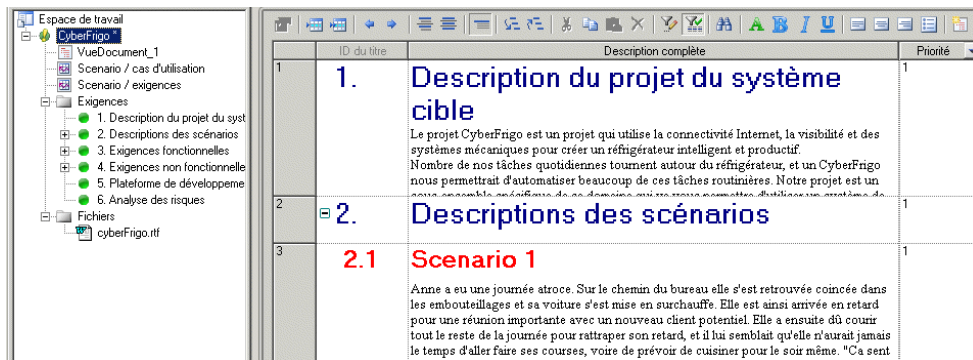 Espace de travail
CyberFrigo *
VueDocument_1
Scenario / cas d'utilisation
Scenario / exigences
Exigences
1. Description du projet du syst
2. Descriptions des scénarios
3. Exigences fonctionnelles
4. Exigences non fonctionnelle
5. Plateforme de développeme
6. Analyse des risques
Fichiers
cyberFrigo.rtf
A B I U
ID du titre Description complète Priorité
1 1. Description du projet du système 1
cible
Le projet CyberFrigo est un projet qui utilise la connectivité Internet, la visibilité et des
systèmes mécaniques pour créer un réfrigérateur intelligent et productif.
Nombre de nos tâches quotidiennes tournent autour du réfrigérateur, et un CyberFrigo
nous permettrait d'automatiser beaucoup de ces tâches routinières. Notre projet est un
2 2. Descriptions des scénarios 1
3 2.1 Scenario 1 1
Anne a eu une journée atroce. Sur le chemin du bureau elle s'est retrouvée coincée dans
les embouteillages et sa voiture s'est mise en surchauffe. Elle est ainsi arrivée en retard
pour une réunion importante avec un nouveau client potentiel. Elle a ensuite dû courir
tout le reste de la journée pour rattraper son retard, et il lui semblait qu'elle n'aurait jamais
le temps d'aller faire ses courses, voire de prévoir de cuisiner pour le soir même. "Ca sent